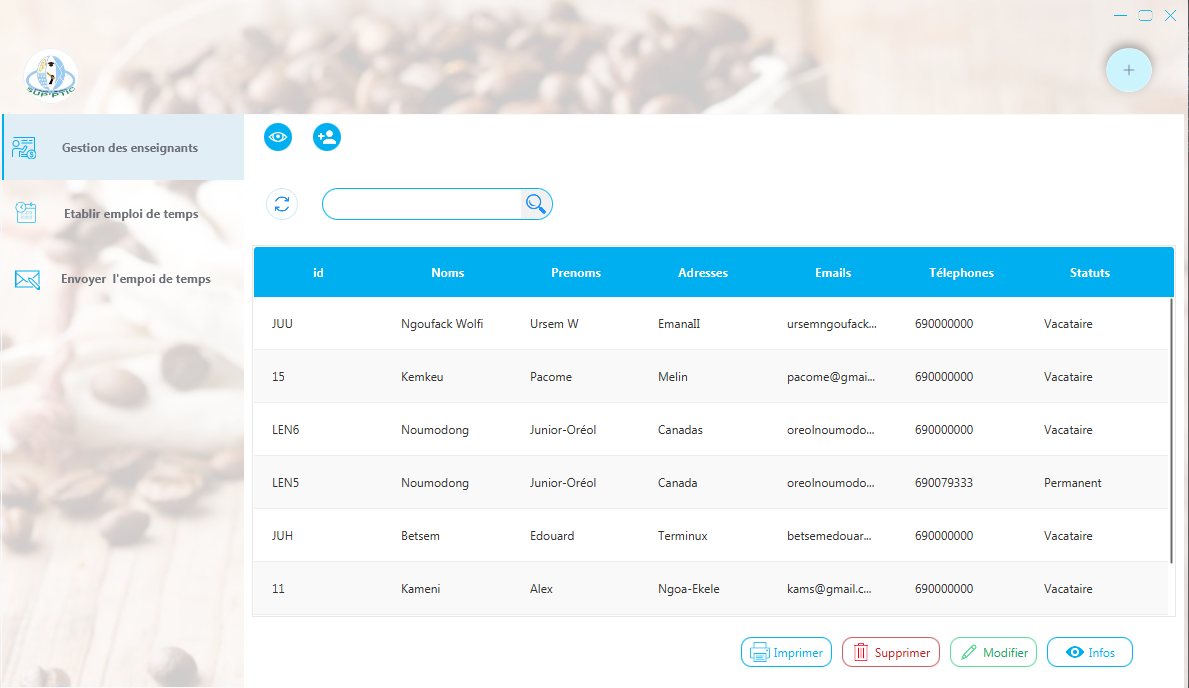 SUP'PTIC
Gestion des enseignants
Etablir emploi de temps
Envoyer l'empoi de temps
id Noms Prenoms Adresses Emails Télephones Statuts
JUU Ngoufack Wolfi Ursem W EmanaII ursemngoufack... 690000000 Vacataire
15 Kemkeu Pacome Melin pacome@gmai... 690000000 Vacataire
LEN6 Noumodong Junior-Oréol Canadas oreolnoumodo... 690000000 Vacataire
LEN5 Noumodong Junior-Oréol Canada oreolnoumodo... 690079333 Permanent
JUH Betsem Edouard Terminux betsemedouar... 690000000 Vacataire
11 Kameni Alex Ngoa-Ekele kams@gmail.c... 690000000 Vacataire
Imprimer Supprimer Modifier Infos